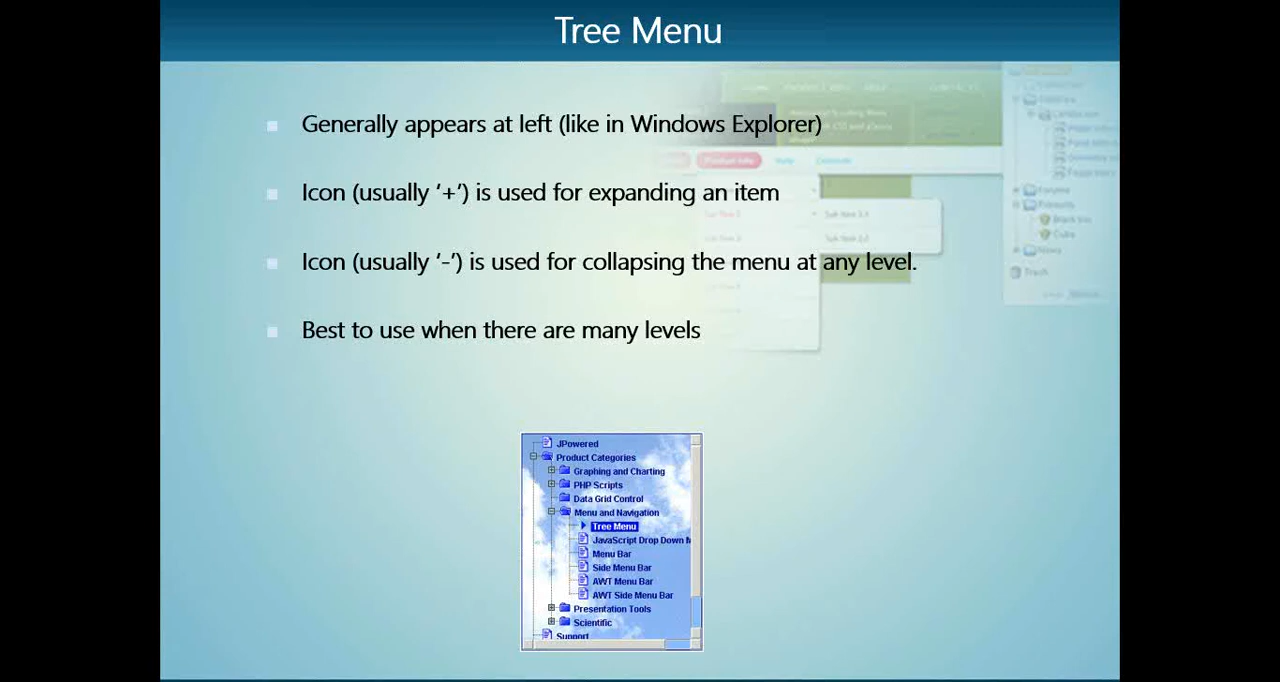 Tree Menu
Generally appears at left (like in Windows Explorer)
Icon (usually ‘+’) is used for expanding an item
Icon (usually ‘-’) is used for collapsing the menu at any level.
Best to use when there are many levels
JPowered
Product Categories
Graphing and Charting
PHP Scripts
Data Grid Control
Menu and Navigation
Tree Menu
JavaScript Drop Down M
Menu Bar
Side Menu Bar
AWT Menu Bar
AWT Side Menu Bar
Presentation Tools
Scientific
Support